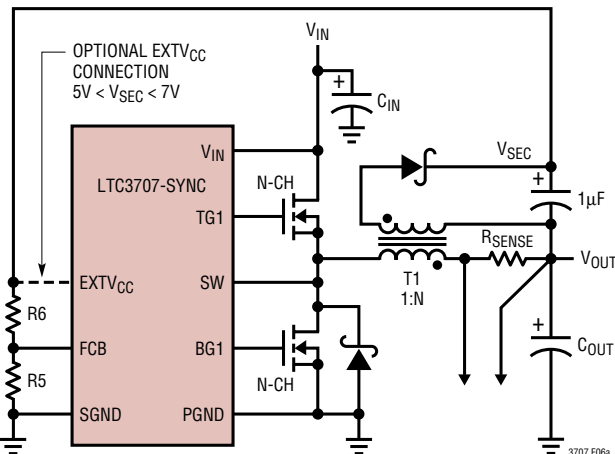 OPTIONAL EXTVCC
CONNECTION
5V < VSEC < 7V
VIN
+
CIN
VIN
LTC3707-SYNC
N-CH
TG1
VSEC
+
1µF
RSENSE
VOUT
T1
1:N
EXTVCC
SW
R6
+
COUT
FCB
BG1
N-CH
R5
SGND
PGND
3707 F06a